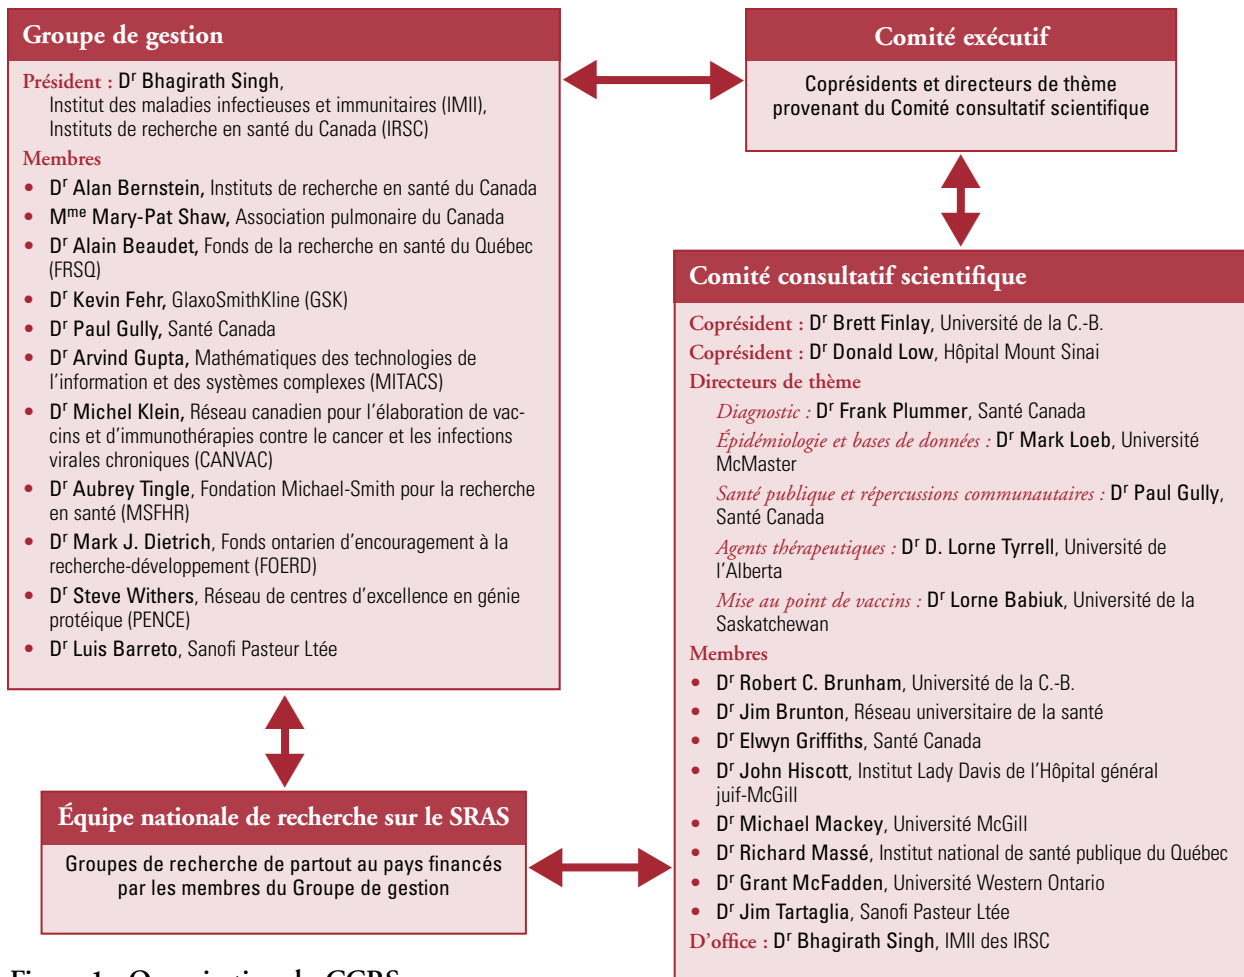 Groupe de gestion
Président : Dʳ Bhagirath Singh,
Institut des maladies infectieuses et immunitaires (IMII),
Instituts de recherche en santé du Canada (IRSC)
Membres
• Dʳ Alan Bernstein, Instituts de recherche en santé du Canada
• Mᵐᵉ Mary-Pat Shaw, Association pulmonaire du Canada
• Dʳ Alain Beaudet, Fonds de la recherche en santé du Québec
(FRSQ)
• Dʳ Kevin Fehr, GlaxoSmithKline (GSK)
• Dʳ Paul Gully, Santé Canada
• Dʳ Arvind Gupta, Mathématiques des technologies de
l'information et des systèmes complexes (MITACS)
• Dʳ Michel Klein, Réseau canadien pour l'élaboration de vac-
cins et d'immunothérapies contre le cancer et les infections
virales chroniques (CANVAC)
• Dʳ Aubrey Tingle, Fondation Michael-Smith pour la recherche
en santé (MSFHR)
• Dʳ Mark J. Dietrich, Fonds ontarien d'encouragement à la
recherche-développement (FOERD)
• Dʳ Steve Withers, Réseau de centres d'excellence en génie
protéique (PENCE)
• Dʳ Luis Barreto, Sanofi Pasteur Ltée
Comité exécutif
Coprésidents et directeurs de thème
provenant du Comité consultatif scientifique
Comité consultatif scientifique
Coprésident : Dʳ Brett Finlay, Université de la C.-B.
Coprésident : Dʳ Donald Low, Hôpital Mount Sinai
Directeurs de thème
Diagnostic : Dʳ Frank Plummer, Santé Canada
Épidémiologie et bases de données : Dʳ Mark Loeb, Université
McMaster
Santé publique et répercussions communautaires : Dʳ Paul Gully,
Santé Canada
Agents thérapeutiques : Dʳ D. Lorne Tyrrell, Université de
l'Alberta
Mise au point de vaccins : Dʳ Lorne Babiuk, Université de la
Saskatchewan
Membres
• Dʳ Robert C. Brunham, Université de la C.-B.
• Dʳ Jim Brunton, Réseau universitaire de la santé
• Dʳ Elwyn Griffiths, Santé Canada
• Dʳ John Hiscott, Institut Lady Davis de l'Hôpital général
juif-McGill
• Dʳ Michael Mackey, Université McGill
• Dʳ Richard Massé, Institut national de santé publique du Québec
• Dʳ Grant McFadden, Université Western Ontario
• Dʳ Jim Tartaglia, Sanofi Pasteur Ltée
D'office : Dʳ Bhagirath Singh, IMII des IRSC
Équipe nationale de recherche sur le SRAS
Groupes de recherche de partout au pays financés
par les membres du Groupe de gestion